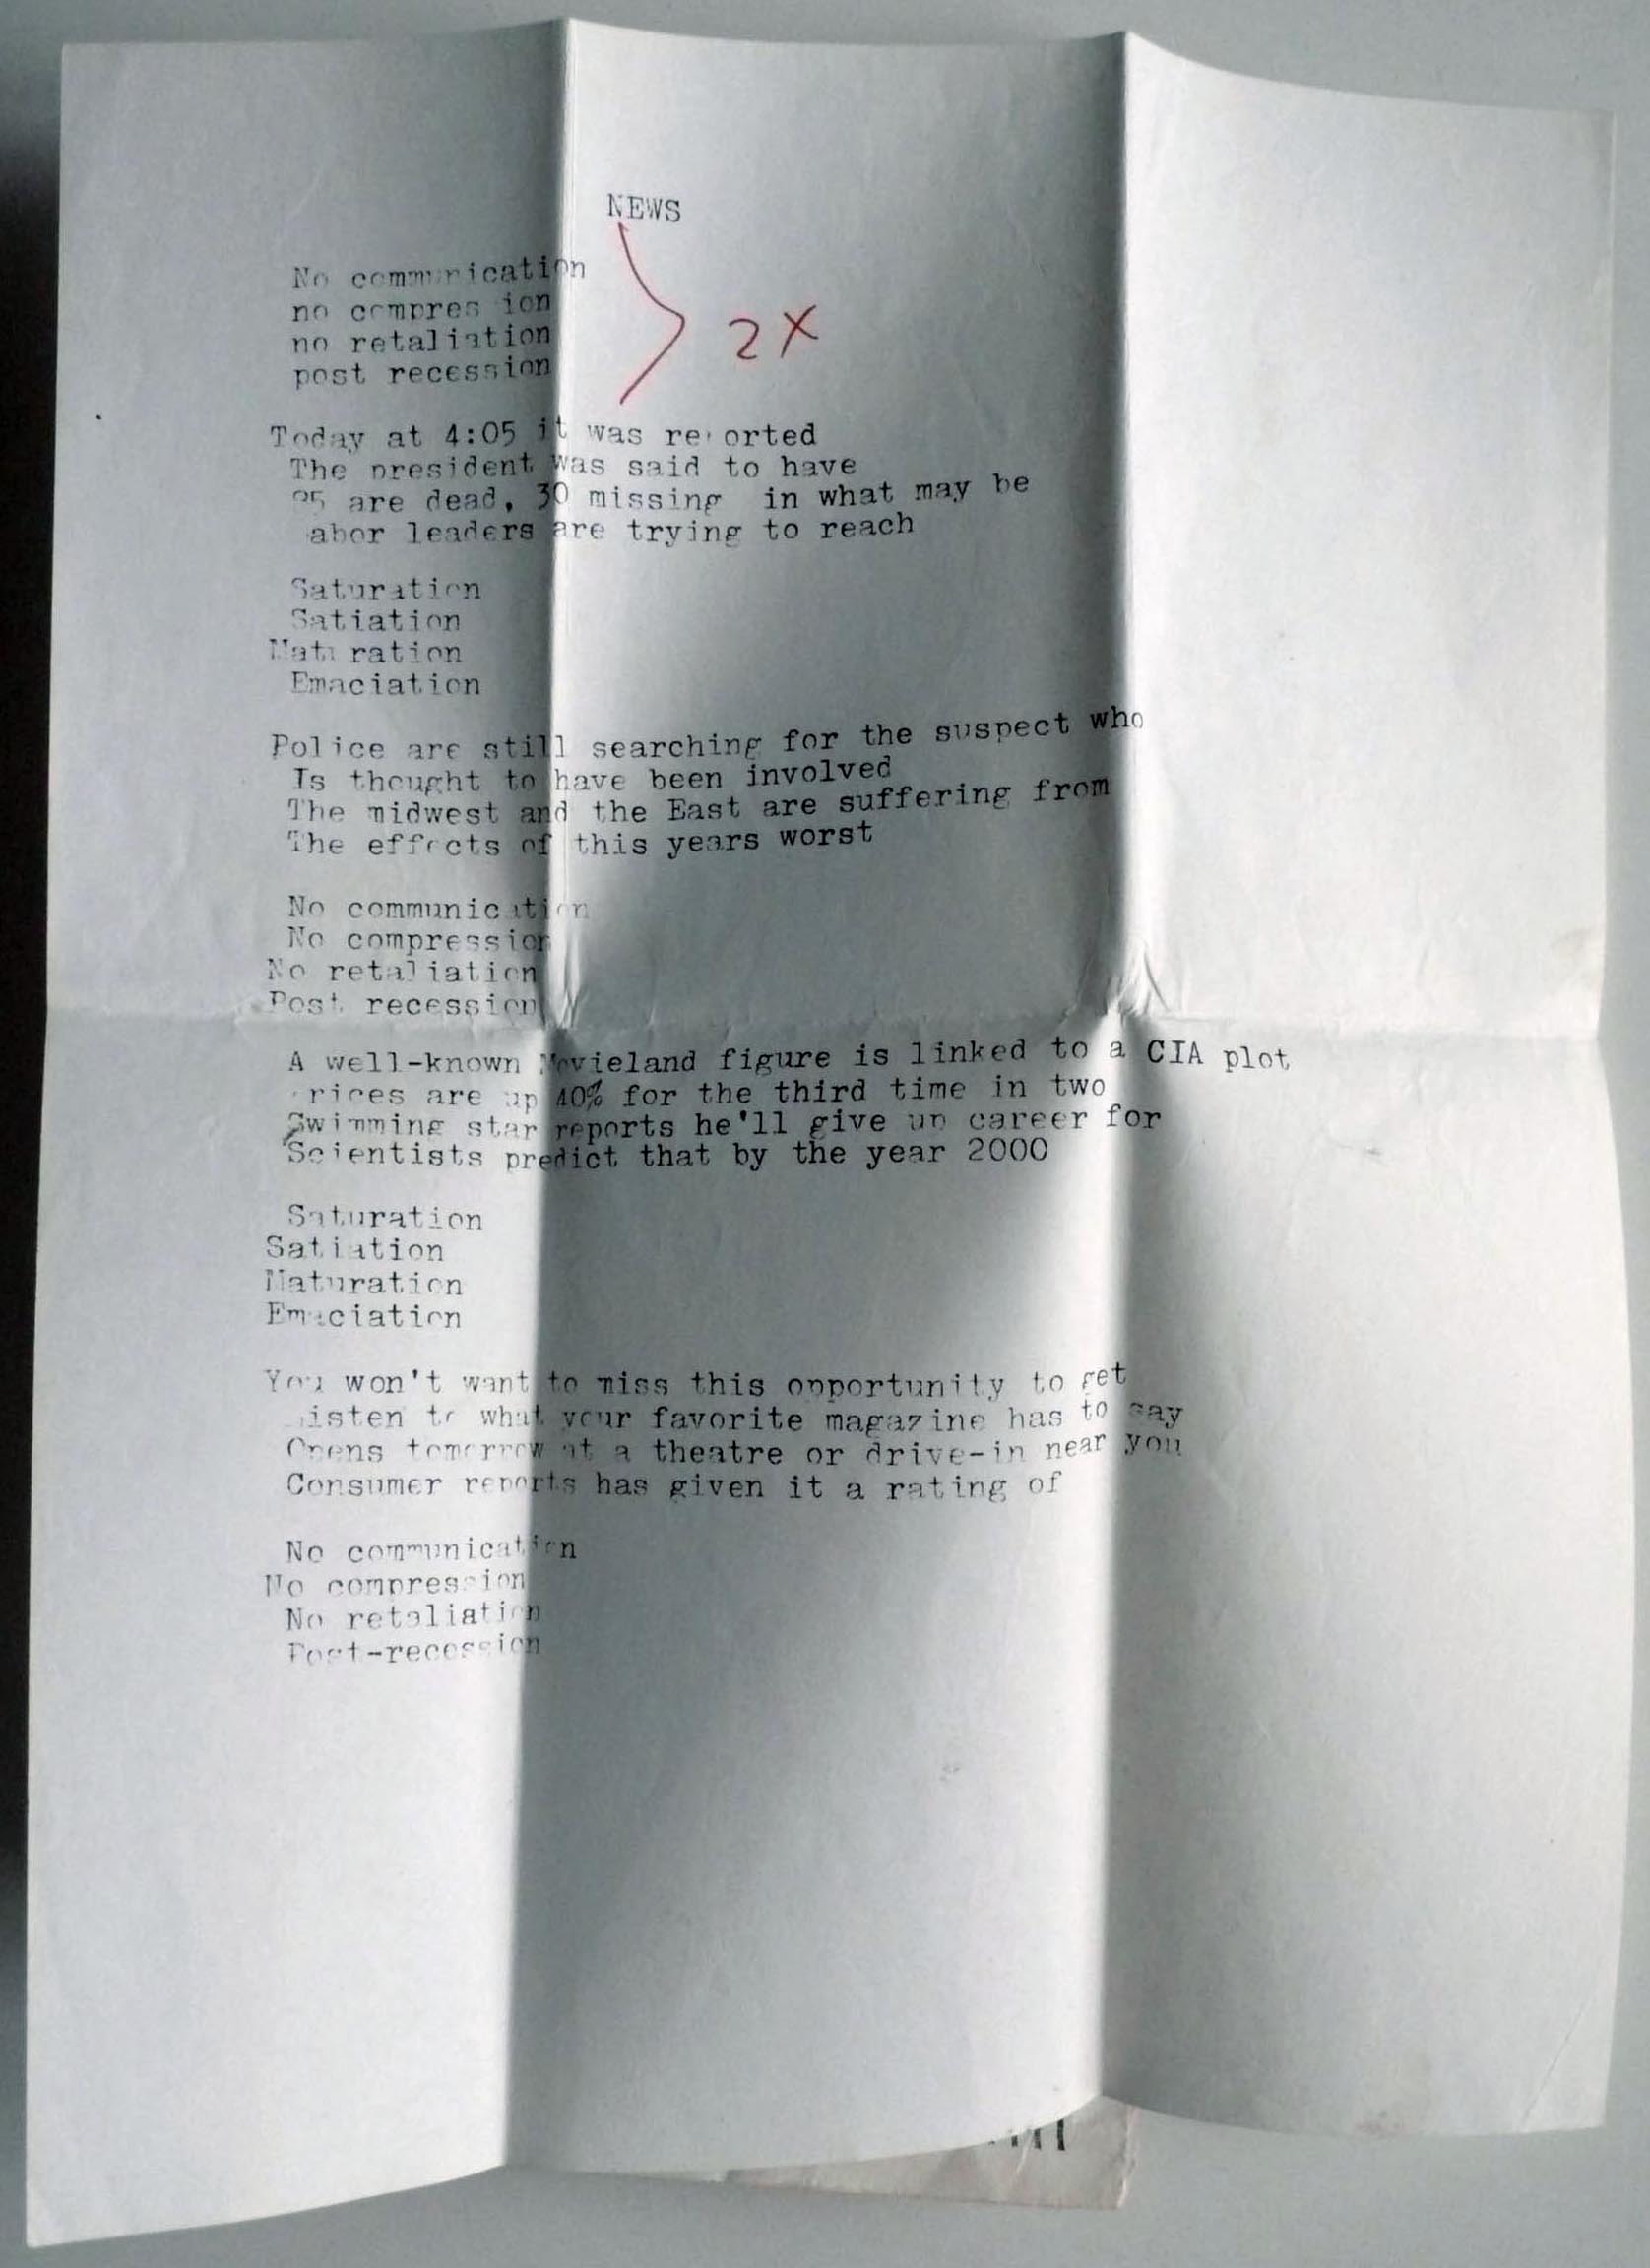 NEWS
No communication
no compression
no retaliation
post recession
2X
Today at 4:05 it was reported
The president was said to have
are dead, 30 missing in what may be
abor leaders are trying to reach
Saturation
Satiation
Maturation
Emaciation
Police are still searching for the suspect who
Is thought to have been involved
The midwest and the East are suffering from
The effects of this years worst
No communication
No compression
No retaliation
Post recession
A well-known Movieland figure is linked to a CIA plot
rices are up 40% for the third time in two
Swimming star reports he'll give up career for
Scientists predict that by the year 2000
Saturation
Satiation
Maturation
Emaciation
You won't want to miss this opportunity to get
isten to what your favorite magazine has to say
Opens tomorrow at a theatre or drive-in near you
Consumer reports has given it a rating of
No communication
No compression
No retaliation
Post-recession